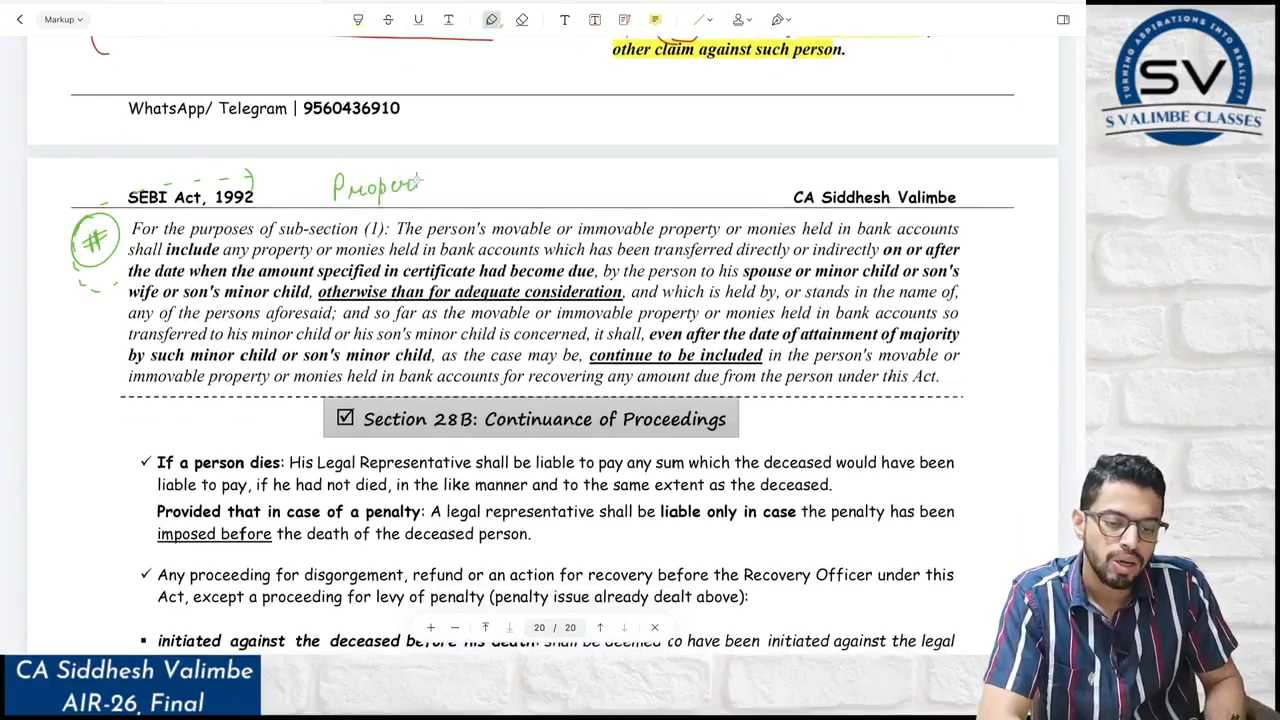 Markup
other claim against such person.
WhatsApp/ Telegram | 9560436910
SEBI Act, 1992
Proper
CA Siddhesh Valimbe
#
For the purposes of sub-section (1): The person's movable or immovable property or monies held in bank accounts
shall include any property or monies held in bank accounts which has been transferred directly or indirectly on or after
the date when the amount specified in certificate had become due, by the person to his spouse or minor child or son's
wife or son's minor child, otherwise than for adequate consideration, and which is held by, or stands in the name of,
any of the persons aforesaid; and so far as the movable or immovable property or monies held in bank accounts so
transferred to his minor child or his son's minor child is concerned, it shall, even after the date of attainment of majority
by such minor child or son's minor child, as the case may be, continue to be included in the person's movable or
immovable property or monies held in bank accounts for recovering any amount due from the person under this Act.
Section 28B: Continuance of Proceedings
✓ If a person dies: His Legal Representative shall be liable to pay any sum which the deceased would have been
liable to pay, if he had not died, in the like manner and to the same extent as the deceased.
Provided that in case of a penalty: A legal representative shall be liable only in case the penalty has been
imposed before the death of the deceased person.
✓ Any proceeding for disgorgement, refund or an action for recovery before the Recovery Officer under this
Act, except a proceeding for levy of penalty (penalty issue already dealt above):
20 / 20
▪ initiated against the deceased before his death: shall be deemed to have been initiated against the legal
TURNING ASPIRATIONS INTO REALITY!
SV
S VALIMBE CLASSES
CA Siddhesh Valimbe
AIR-26, Final